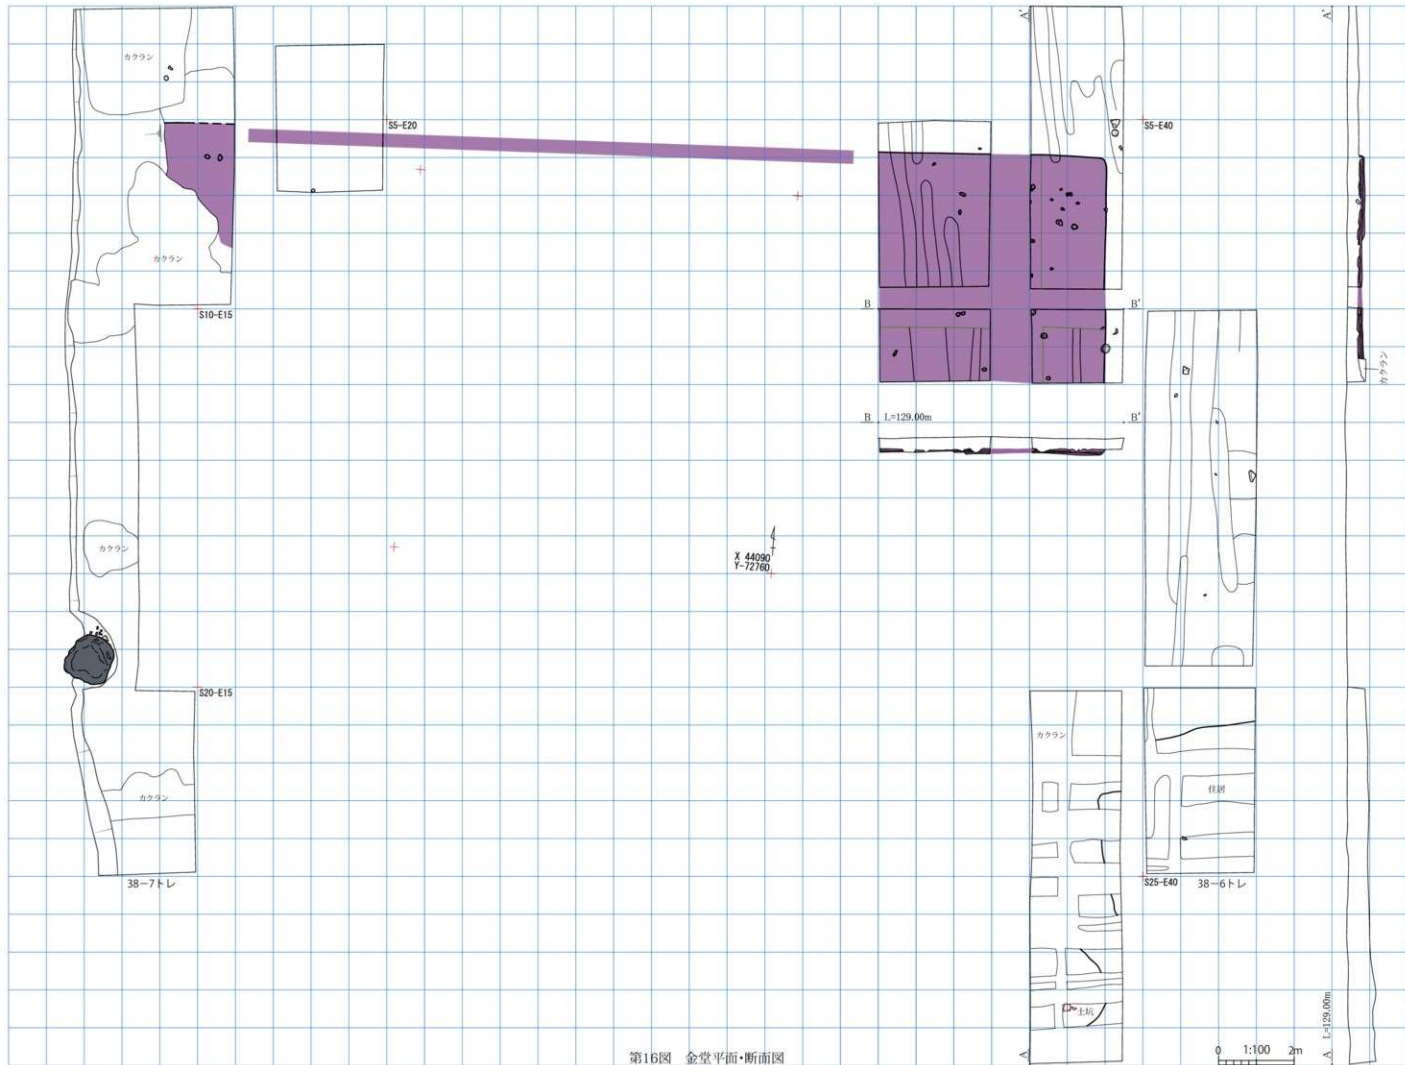 A'
A'
カクラン
S5-E20
S5-E40
カクラン
B
B'
S10-E15
カクラン
B L=129.00m
B'
カクラン
X 44090
Y-72760
S20-E15
カクラン
カクラン
住居
38-7トレ
S25-E40
38-6トレ
土坑
A
A L=129.00m
0 1:100 2m
第16図 金堂平面・断面図